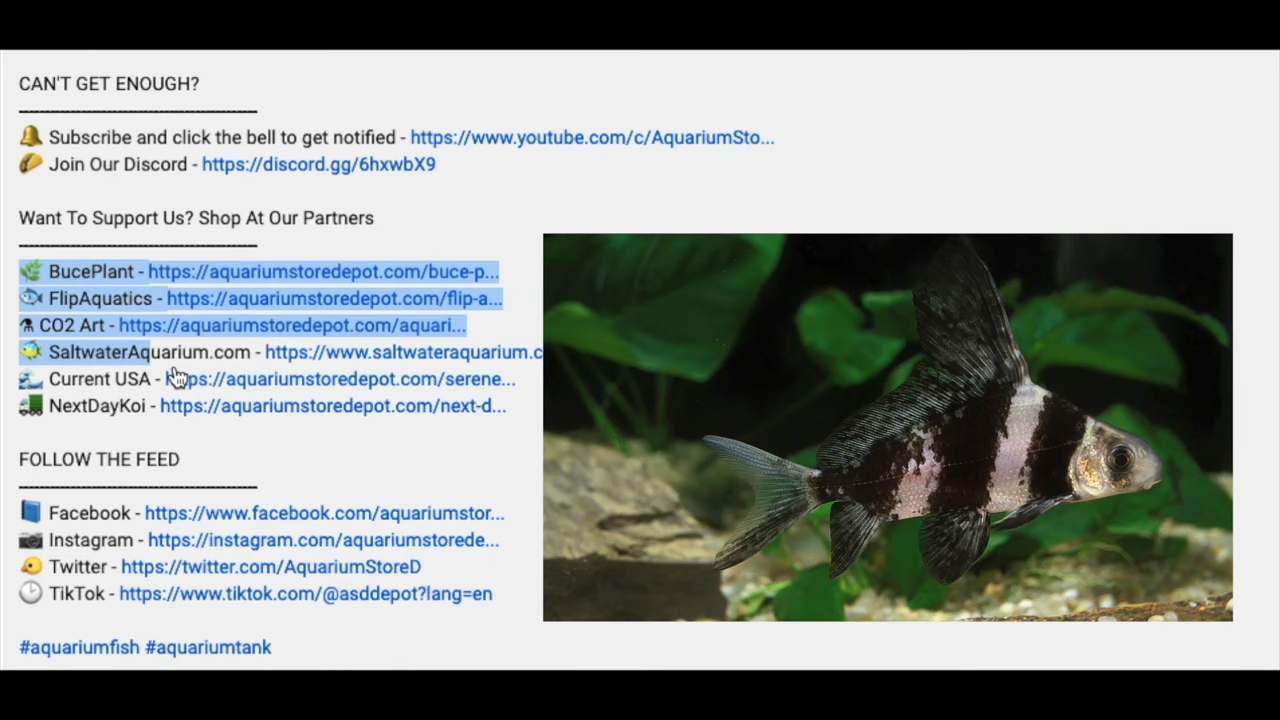 CAN'T GET ENOUGH?
🔔 Subscribe and click the bell to get notified - https://www.youtube.com/c/AquariumSto...
🌮 Join Our Discord - https://discord.gg/6hxwbX9
Want To Support Us? Shop At Our Partners
🌿 BucePlant - https://aquariumstoredepot.com/buce-p...
🐟 FlipAquatics - https://aquariumstoredepot.com/flip-a...
⚗ CO2 Art - https://aquariumstoredepot.com/aquari...
🐠 SaltwaterAquarium.com - https://www.saltwateraquarium.c
🌊 Current USA - https://aquariumstoredepot.com/serene...
🚛 NextDayKoi - https://aquariumstoredepot.com/next-d...
FOLLOW THE FEED
📘 Facebook - https://www.facebook.com/aquariumstor...
📷 Instagram - https://instagram.com/aquariumstorede...
🐤 Twitter - https://twitter.com/AquariumStoreD
🕑 TikTok - https://www.tiktok.com/@asddepot?lang=en
#aquariumfish #aquariumtank